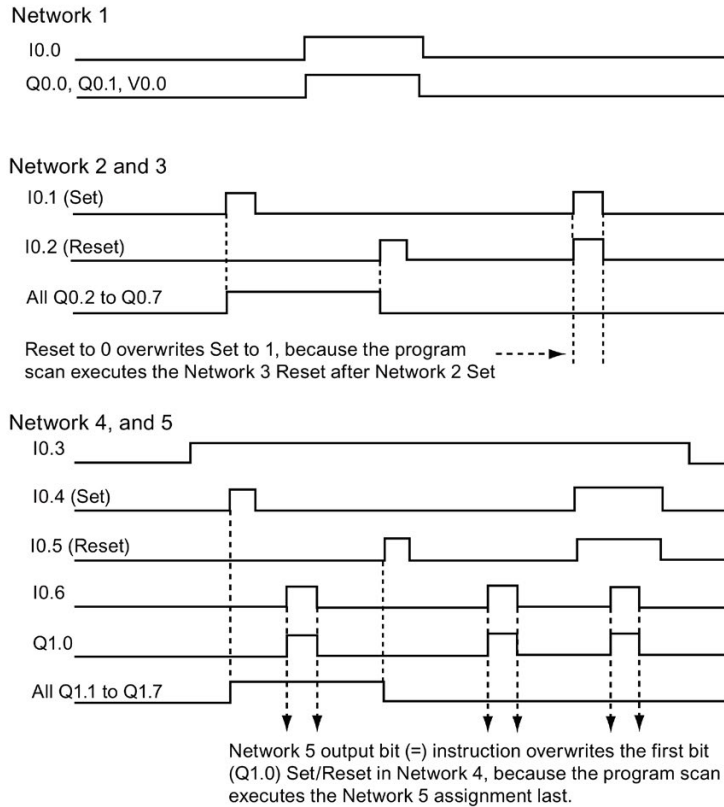 Network 1
I0.0
Q0.0, Q0.1, V0.0
Network 2 and 3
I0.1 (Set)
I0.2 (Reset)
All Q0.2 to Q0.7
Reset to 0 overwrites Set to 1, because the program
scan executes the Network 3 Reset after Network 2 Set
Network 4, and 5
I0.3
I0.4 (Set)
I0.5 (Reset)
I0.6
Q1.0
All Q1.1 to Q1.7
Network 5 output bit (=) instruction overwrites the first bit
(Q1.0) Set/Reset in Network 4, because the program scan
executes the Network 5 assignment last.